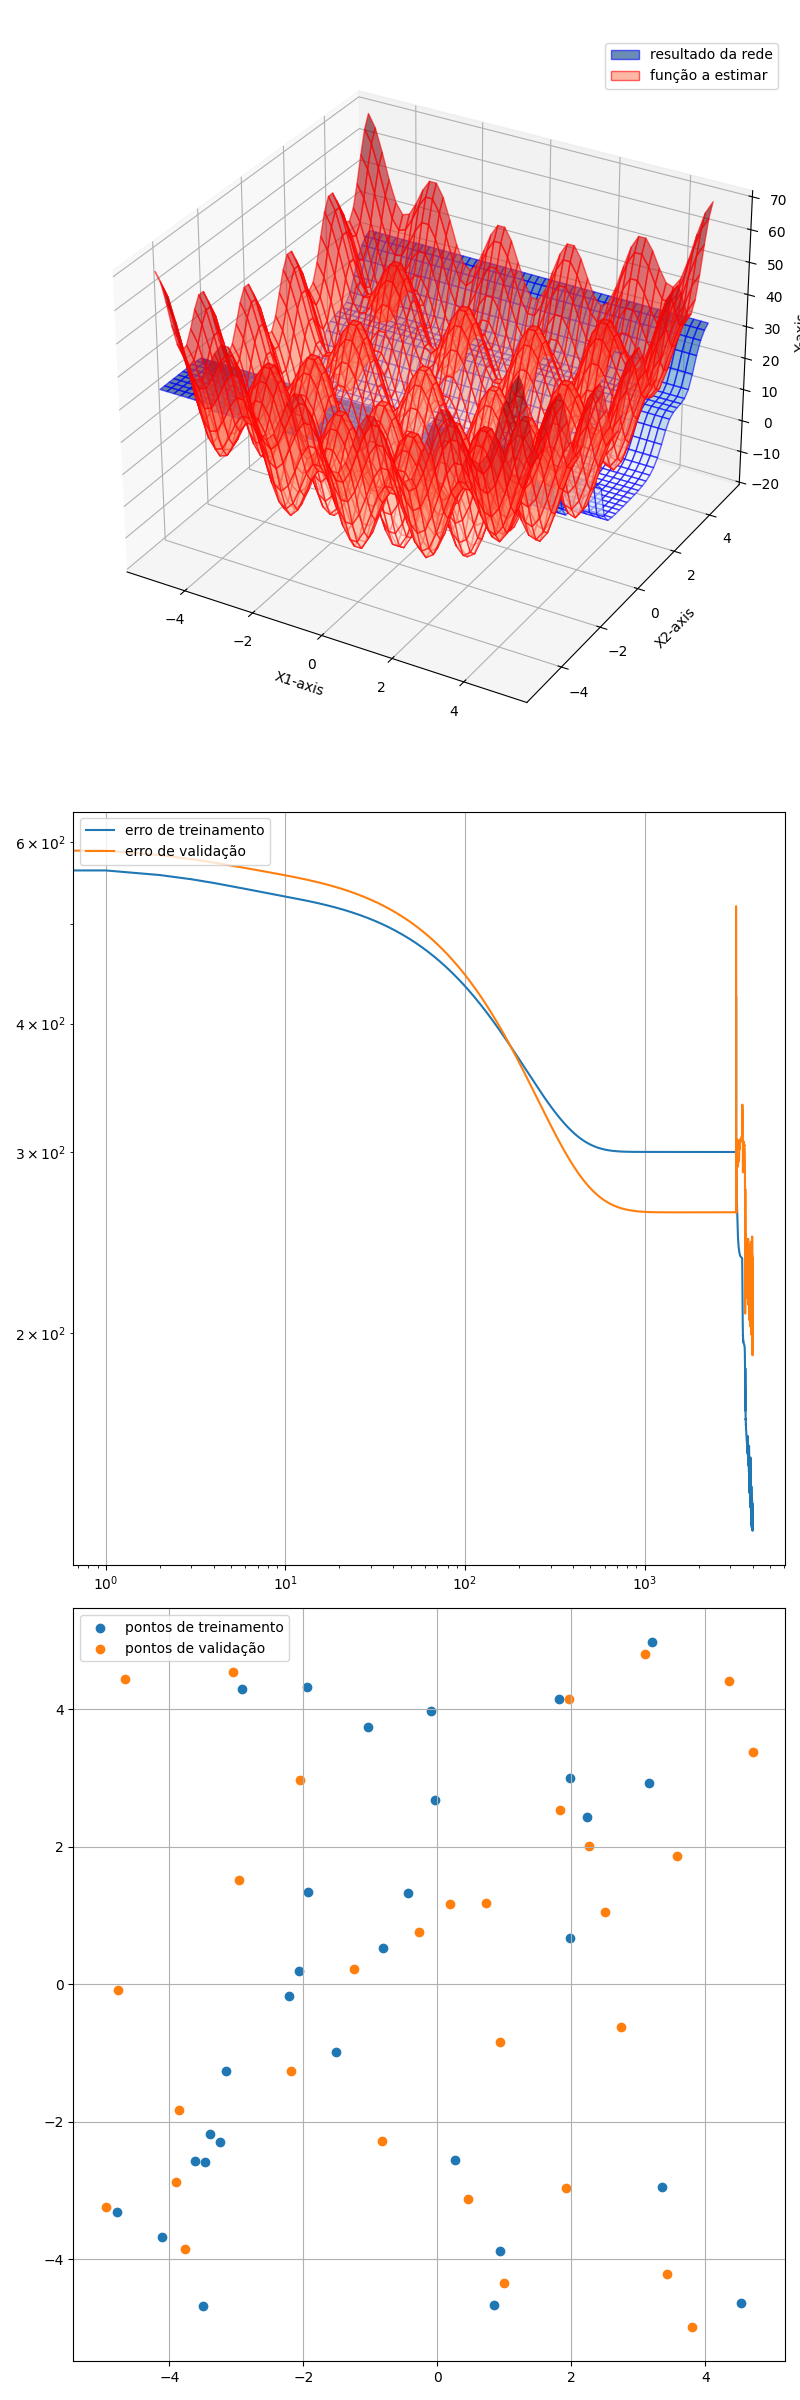 resultado da rede
função a estimar
70
60
50
40
30
20
10
0
−10
−20
4
2
0
−2
−4
X2-axis
−4
−2
0
2
4
X1-axis
erro de treinamento
erro de validação
6 × 10²
4 × 10²
3 × 10²
2 × 10²
10⁰ 10¹ 10² 10³
pontos de treinamento
pontos de validação
4
2
0
−2
−4
−4 −2 0 2 4